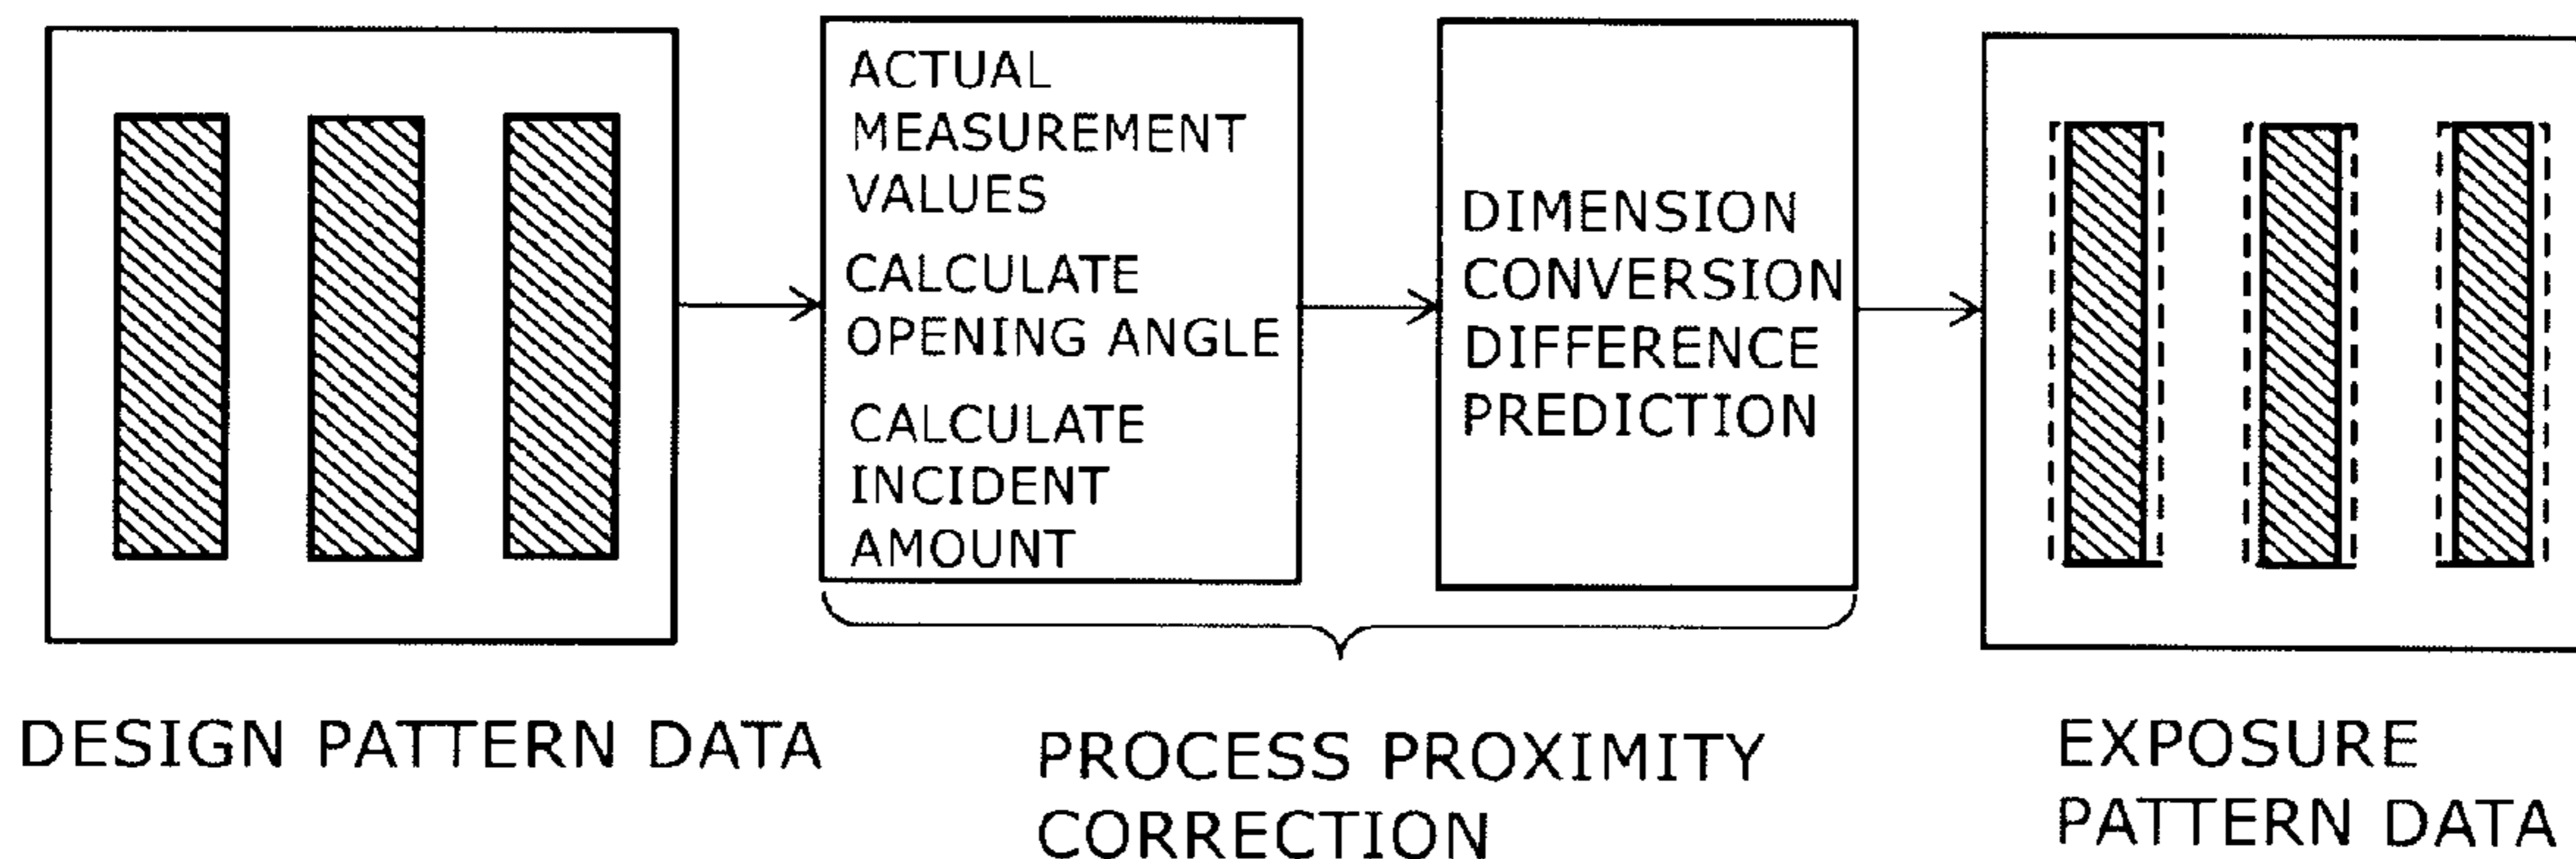 ACTUAL
MEASUREMENT
VALUES
CALCULATE
OPENING ANGLE
CALCULATE
INCIDENT
AMOUNT
DIMENSION
CONVERSION
DIFFERENCE
PREDICTION
DESIGN PATTERN DATA
PROCESS PROXIMITY
CORRECTION
EXPOSURE
PATTERN DATA